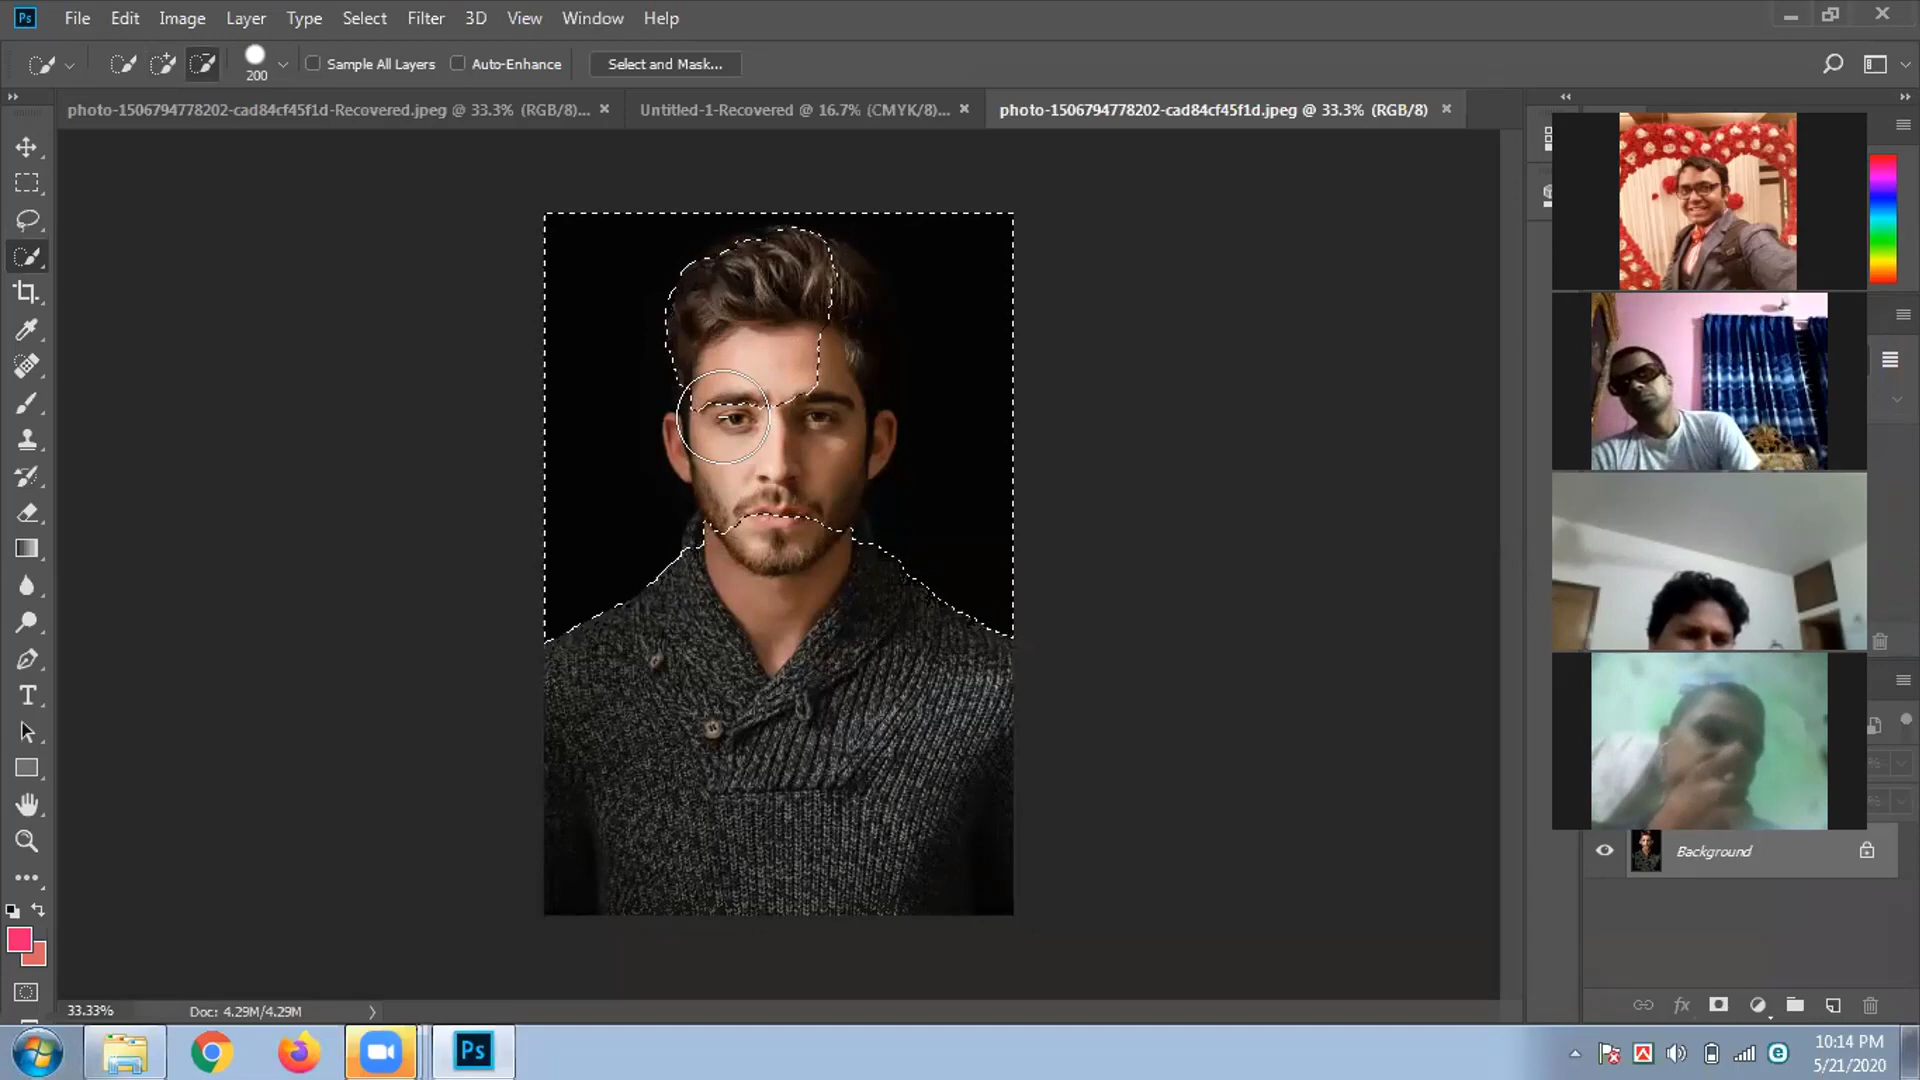 Ps File Edit Image Layer Type Select Filter 3D View Window Help
200 Sample All Layers Auto-Enhance Select and Mask...
photo-1506794778202-cad84cf45f1d-Recovered.jpeg @ 33.3% (RGB/8)... × Untitled-1-Recovered @ 16.7% (CMYK/8)... × photo-1506794778202-cad84cf45f1d.jpeg @ 33.3% (RGB/8) ×
Background
fx
33.33% Doc: 4.29M/4.29M
Ps
10:14 PM
5/21/2020